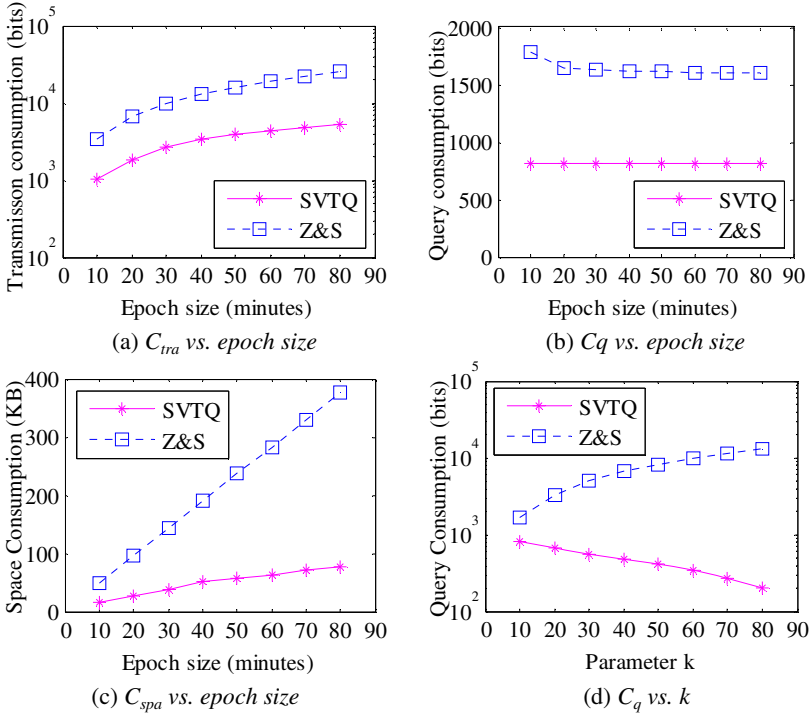 Transmisson consumption (bits)
10^5
10^4
10^3
10^2
SVTQ
Z&S
0 10 20 30 40 50 60 70 80 90
Epoch size (minutes)
(a) C_tra vs. epoch size
Query consumption (bits)
2000
1500
1000
500
0
SVTQ
Z&S
0 10 20 30 40 50 60 70 80 90
Epoch size (minutes)
(b) Cq vs. epoch size
Space Consumption (KB)
400
300
200
100
0
SVTQ
Z&S
0 10 20 30 40 50 60 70 80 90
Epoch size (minutes)
(c) C_spa vs. epoch size
Query Consumption (bits)
10^5
10^4
10^3
10^2
SVTQ
Z&S
0 10 20 30 40 50 60 70 80 90
Parameter k
(d) C_q vs. k